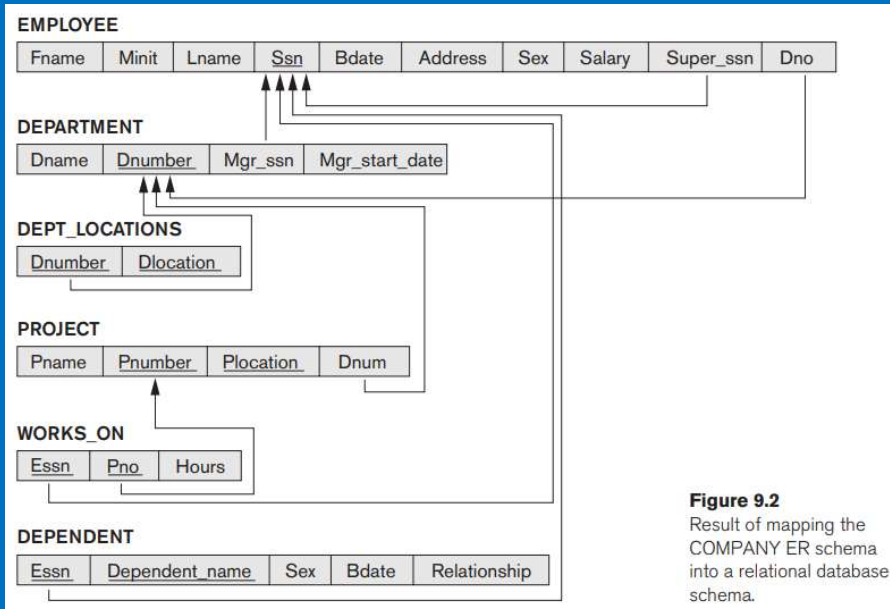 EMPLOYEE
Fname Minit Lname Ssn Bdate Address Sex Salary Super_ssn Dno
DEPARTMENT
Dname Dnumber Mgr_ssn Mgr_start_date
DEPT_LOCATIONS
Dnumber Dlocation
PROJECT
Pname Pnumber Plocation Dnum
WORKS_ON
Essn Pno Hours
DEPENDENT
Essn Dependent_name Sex Bdate Relationship
Figure 9.2
Result of mapping the
COMPANY ER schema
into a relational database
schema.